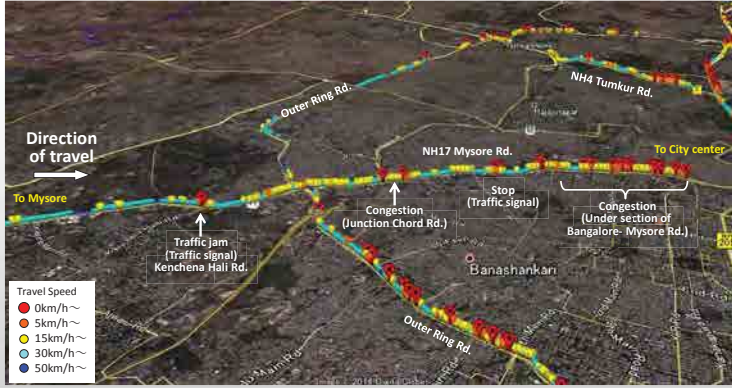 NH4 Tumkur Rd.
Outer Ring Rd.
Direction
of travel
NH17 Mysore Rd.
To City center
To Mysore
Stop
(Traffic signal)
Congestion
(Junction Chord Rd.)
Congestion
(Under section of
Bangalore- Mysore Rd.)
Traffic jam
(Traffic signal)
Kenchena Hali Rd.
Banashankari
Outer Ring Rd.
Travel Speed
0km/h～
5km/h～
15km/h～
30km/h～
50km/h～